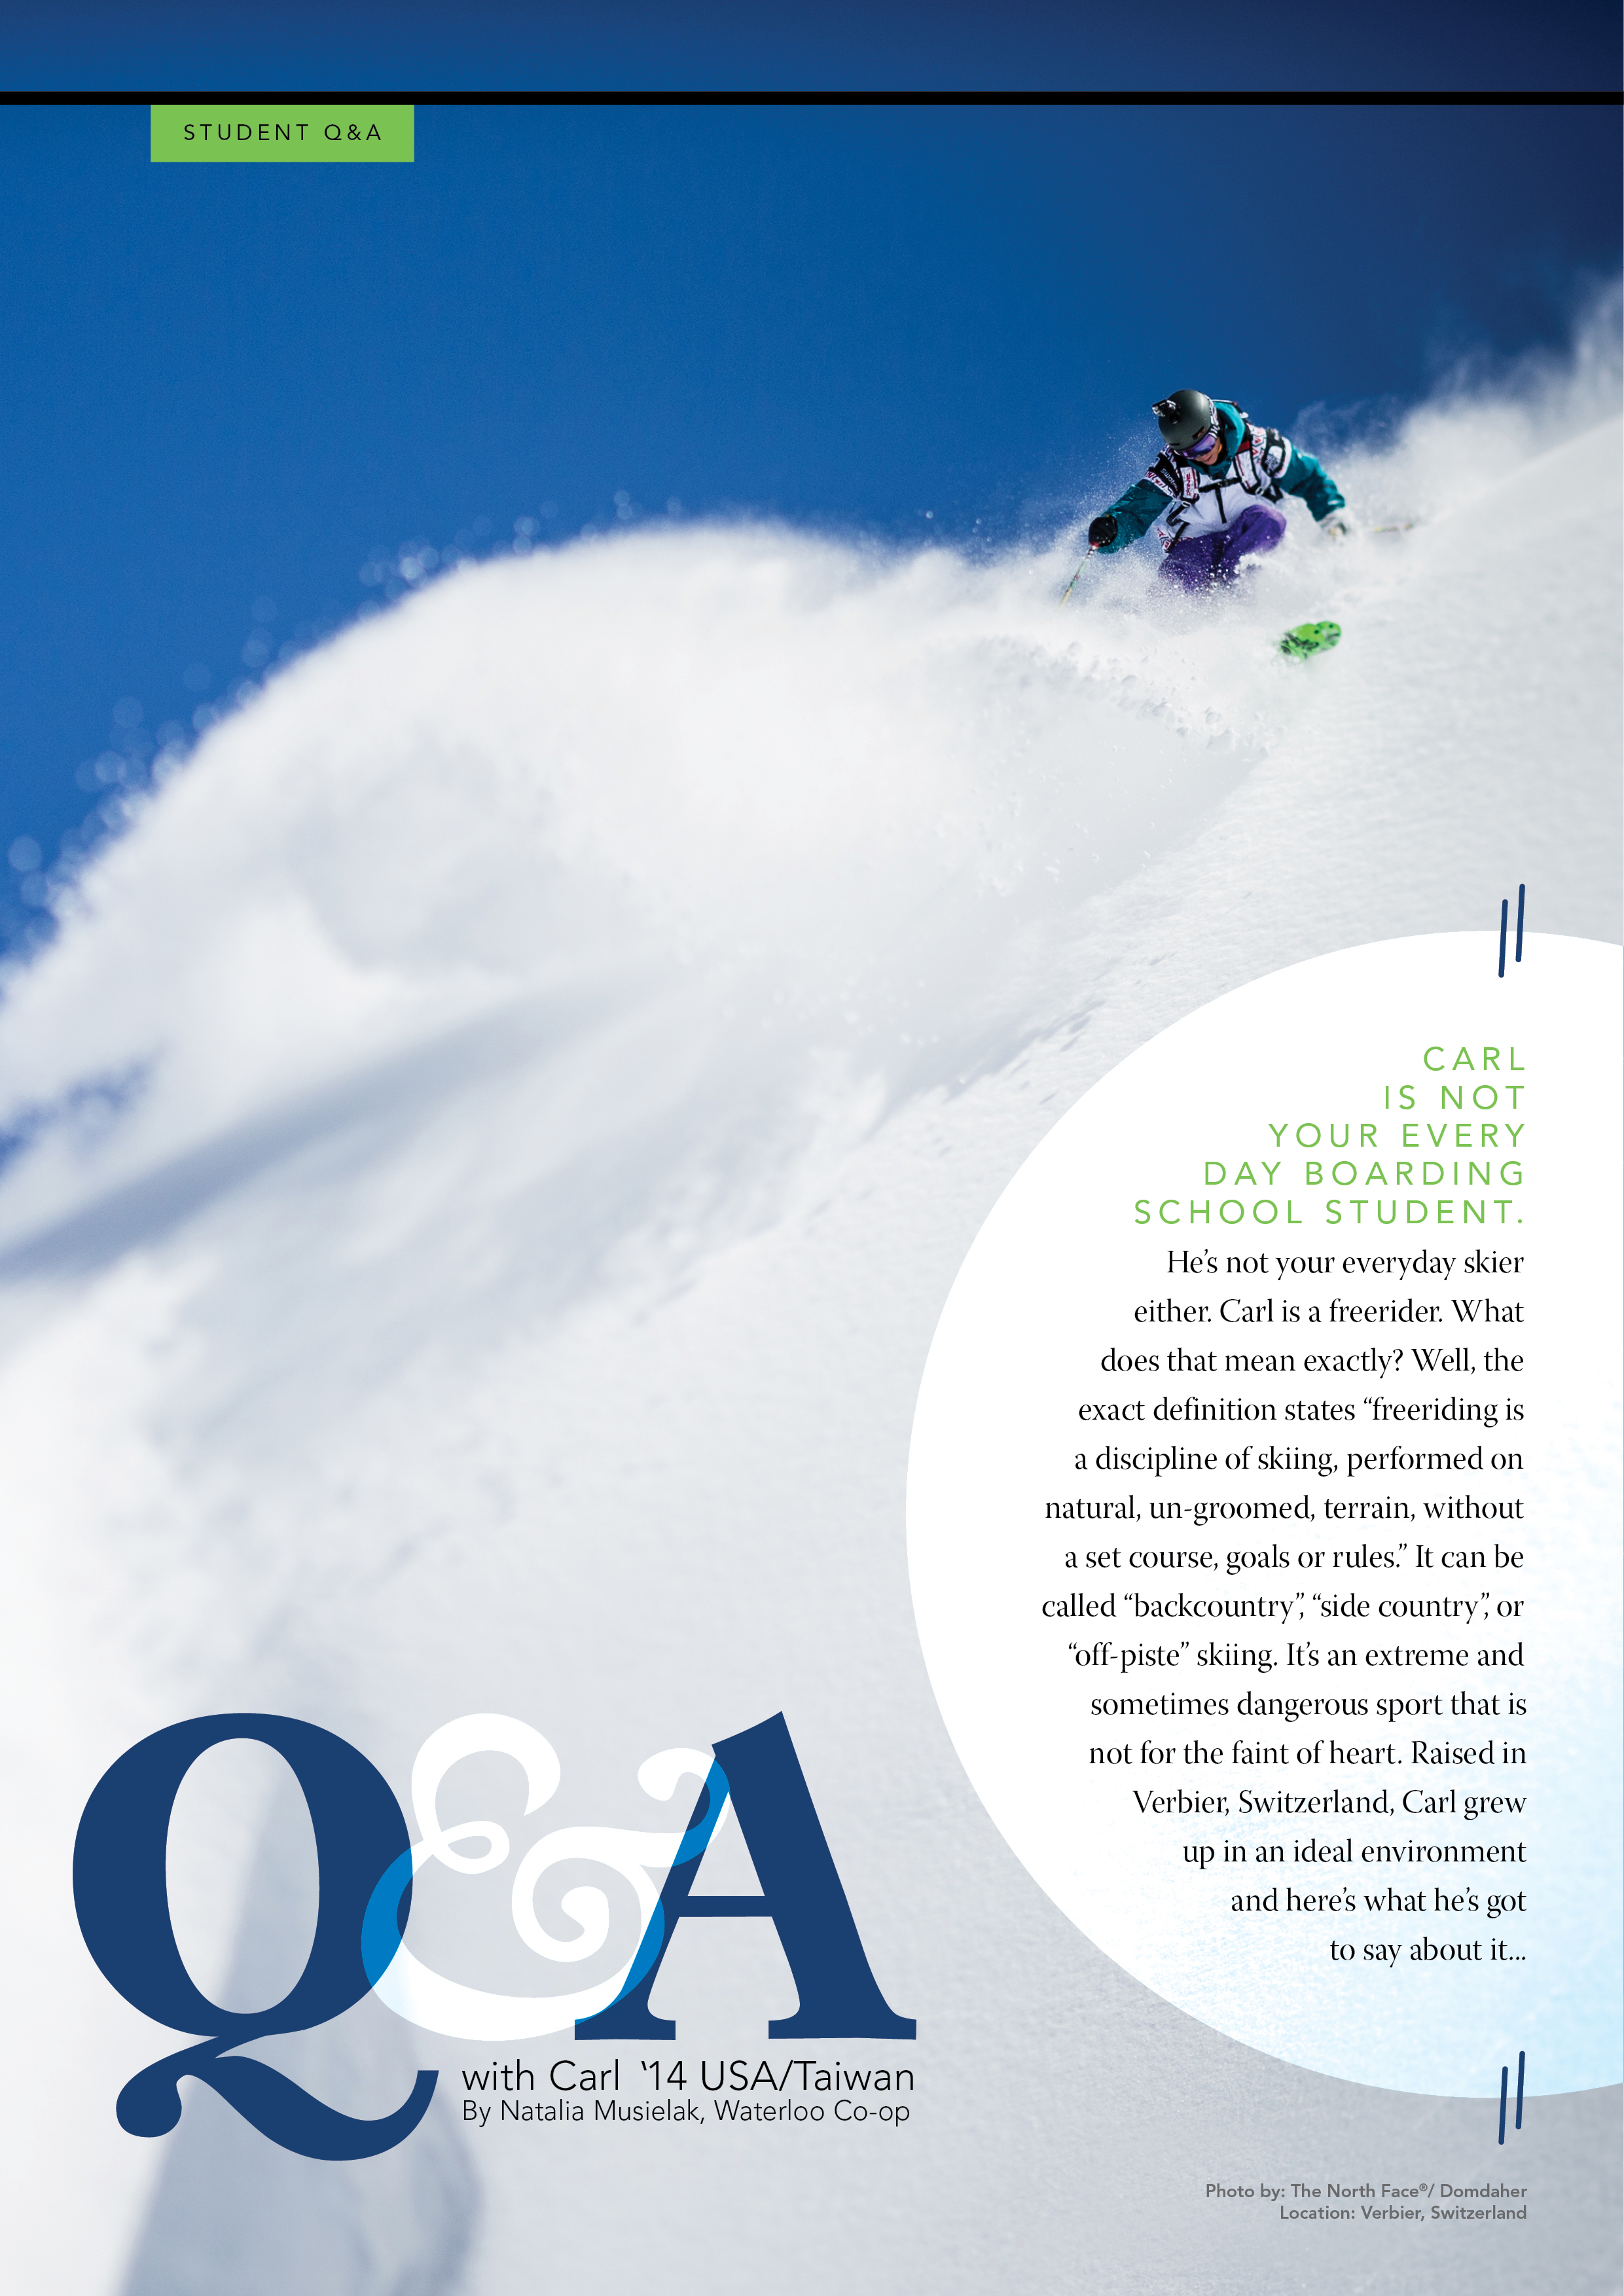 STUDENT Q&A
CARL
IS NOT
YOUR EVERY
DAY BOARDING
SCHOOL STUDENT.
He’s not your everyday skier
either. Carl is a freerider. What
does that mean exactly? Well, the
exact definition states “freeriding is
a discipline of skiing, performed on
natural, un-groomed, terrain, without
a set course, goals or rules.” It can be
called “backcountry”, “side country”, or
“off-piste” skiing. It’s an extreme and
sometimes dangerous sport that is
not for the faint of heart. Raised in
Verbier, Switzerland, Carl grew
up in an ideal environment
and here’s what he’s got
to say about it...
Q&A
with Carl ‘14 USA/Taiwan
By Natalia Musielak, Waterloo Co-op
Photo by: The North Face®/ Domdaher
Location: Verbier, Switzerland